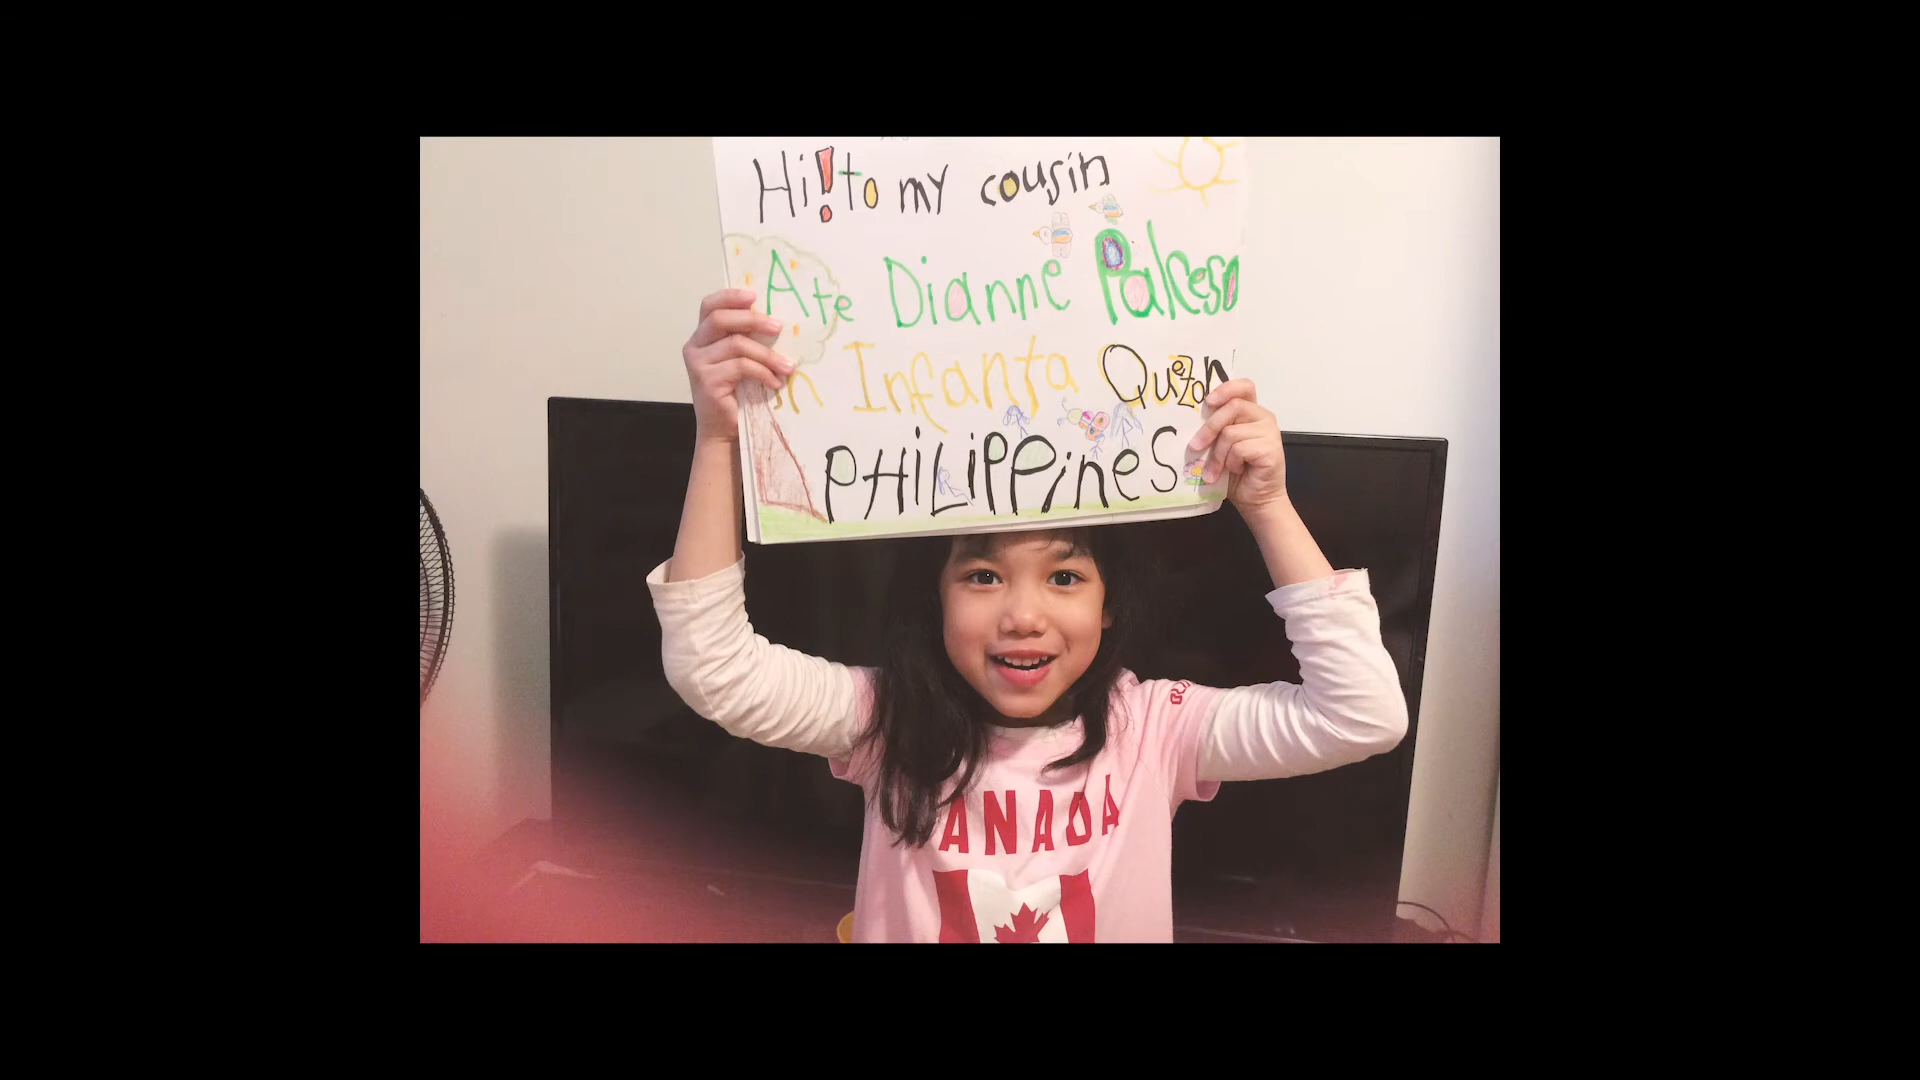 Hi! to my cousin
Ate Dianne Palceso
in Infanta Quezon
PHiLiPPineS
ANADA